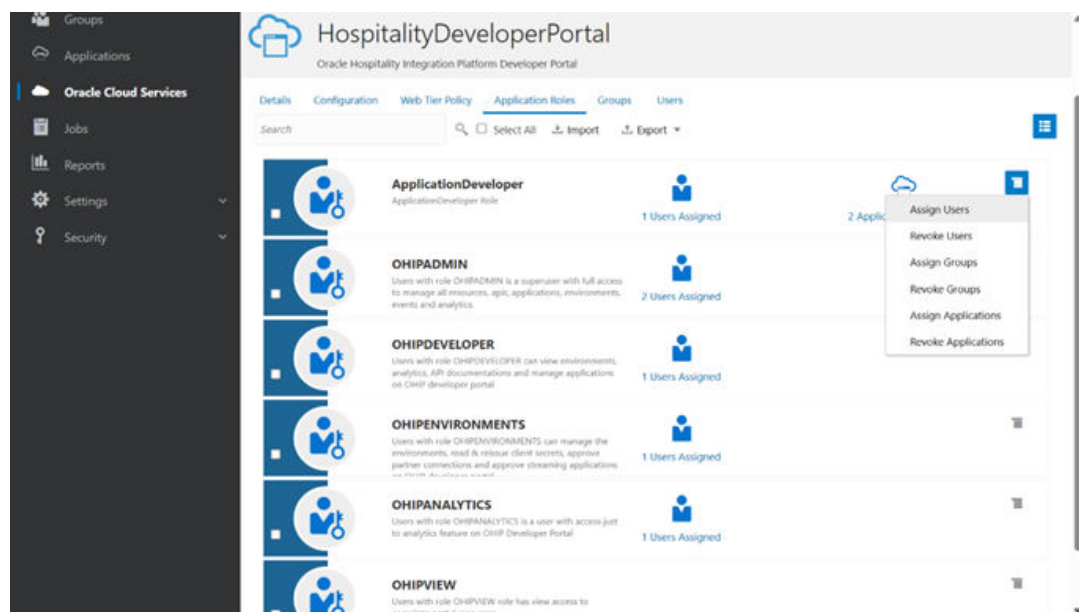 Groups
Applications
Oracle Cloud Services
Jobs
Reports
Settings
Security
HospitalityDeveloperPortal
Oracle Hospitality Integration Platform Developer Portal
Details Configuration Web Tier Policy Application Roles Groups Users
Search Select All Import Export
ApplicationDeveloper
ApplicationDeveloper Role
1 Users Assigned
2 Applic
Assign Users
Revoke Users
Assign Groups
Revoke Groups
Assign Applications
Revoke Applications
OHIPADMIN
Users with role OHIPADMIN is a superuser with full access
to manage all resources, apis, applications, environments,
events and analytics.
2 Users Assigned
OHIPDEVELOPER
Users with role OHIPDEVELOPER can view environments,
analytics, API documentations and manage applications
on OHIP developer portal
1 Users Assigned
OHIPENVIRONMENTS
Users with role OHIPENVIRONMENTS can manage the
environments, read & reissue client secrets, approve
partner connections and approve streaming applications
on OHIP developer portal
1 Users Assigned
OHIPANALYTICS
Users with role OHIPANALYTICS is a user with access just
to analytics feature on OHIP Developer Portal
1 Users Assigned
OHIPVIEW
Users with role OHIPVIEW role has view access to